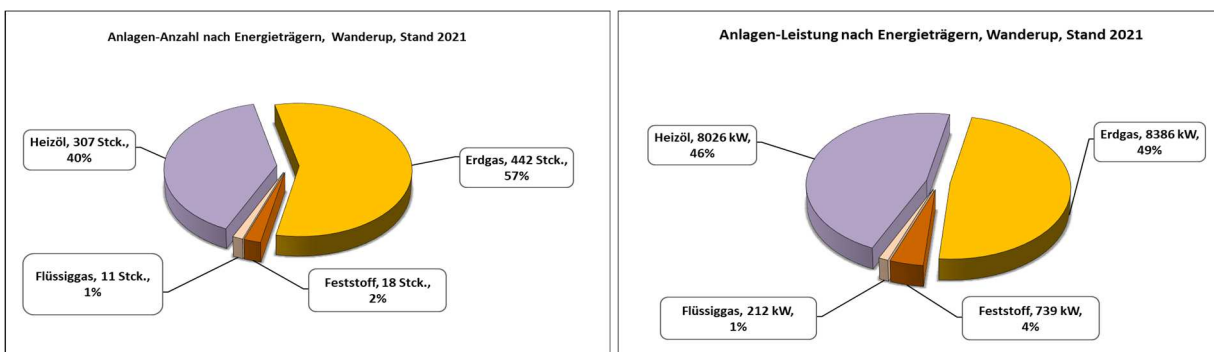 Anlagen-Anzahl nach Energieträgern, Wanderup, Stand 2021
Heizöl, 307 Stck.,
40%
Erdgas, 442 Stck.,
57%
Flüssiggas, 11 Stck.,
1%
Feststoff, 18 Stck.,
2%
Anlagen-Leistung nach Energieträgern, Wanderup, Stand 2021
Heizöl, 8026 kW,
46%
Erdgas, 8386 kW,
49%
Flüssiggas, 212 kW,
1%
Feststoff, 739 kW,
4%